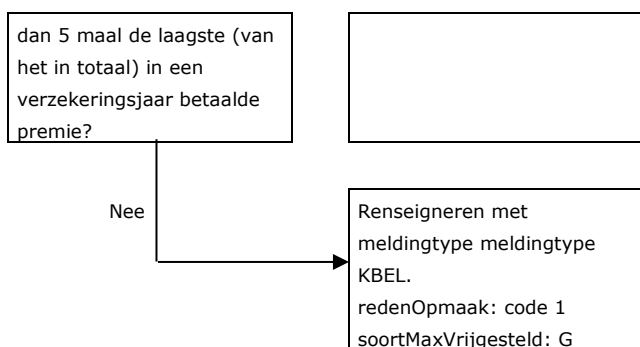 dan 5 maal de laagste (van
het in totaal) in een
verzekeringsjaar betaalde
premie?
Nee
Renseigneren met
meldingtype meldingtype
KBEL.
redenOpmaak: code 1
soortMaxVrijgesteld: G